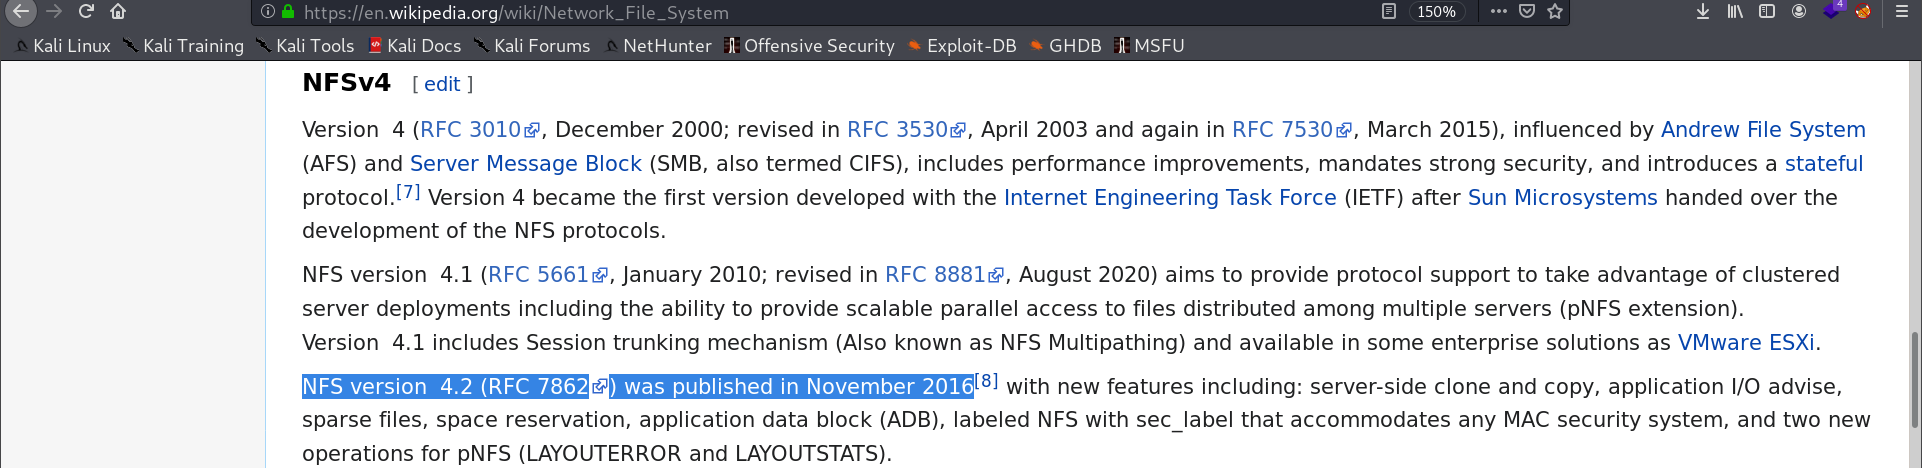 https://en.wikipedia.org/wiki/Network_File_System 150% 4
Kali Linux Kali Training Kali Tools Kali Docs Kali Forums NetHunter Offensive Security Exploit-DB GHDB MSFU
NFSv4 [ edit ]
Version 4 (RFC 3010, December 2000; revised in RFC 3530, April 2003 and again in RFC 7530, March 2015), influenced by Andrew File System
(AFS) and Server Message Block (SMB, also termed CIFS), includes performance improvements, mandates strong security, and introduces a stateful
protocol.[7] Version 4 became the first version developed with the Internet Engineering Task Force (IETF) after Sun Microsystems handed over the
development of the NFS protocols.
NFS version 4.1 (RFC 5661, January 2010; revised in RFC 8881, August 2020) aims to provide protocol support to take advantage of clustered
server deployments including the ability to provide scalable parallel access to files distributed among multiple servers (pNFS extension).
Version 4.1 includes Session trunking mechanism (Also known as NFS Multipathing) and available in some enterprise solutions as VMware ESXi.
NFS version 4.2 (RFC 7862) was published in November 2016[8] with new features including: server-side clone and copy, application I/O advise,
sparse files, space reservation, application data block (ADB), labeled NFS with sec_label that accommodates any MAC security system, and two new
operations for pNFS (LAYOUTERROR and LAYOUTSTATS).